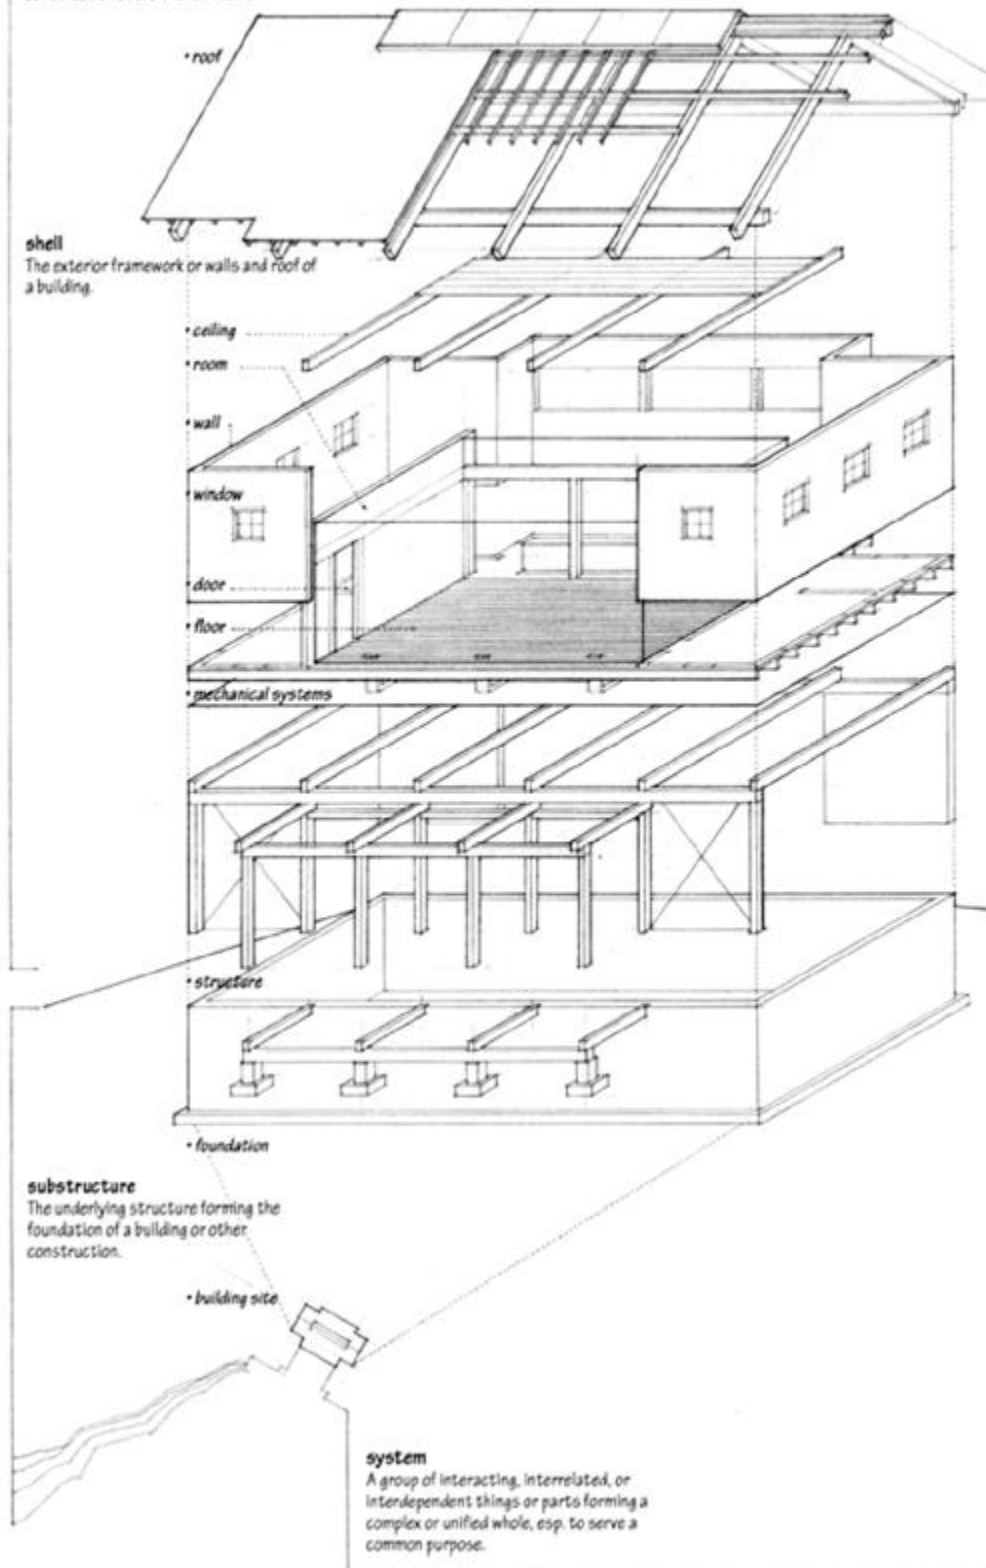 • roof
shell
The exterior framework or walls and roof of
a building.
• ceiling
• room
• wall
• window
• door
• floor
• mechanical systems
• structure
• foundation
substructure
The underlying structure forming the
foundation of a building or other
construction.
• building site
system
A group of interacting, interrelated, or
interdependent things or parts forming a
complex or unified whole, esp. to serve a
common purpose.